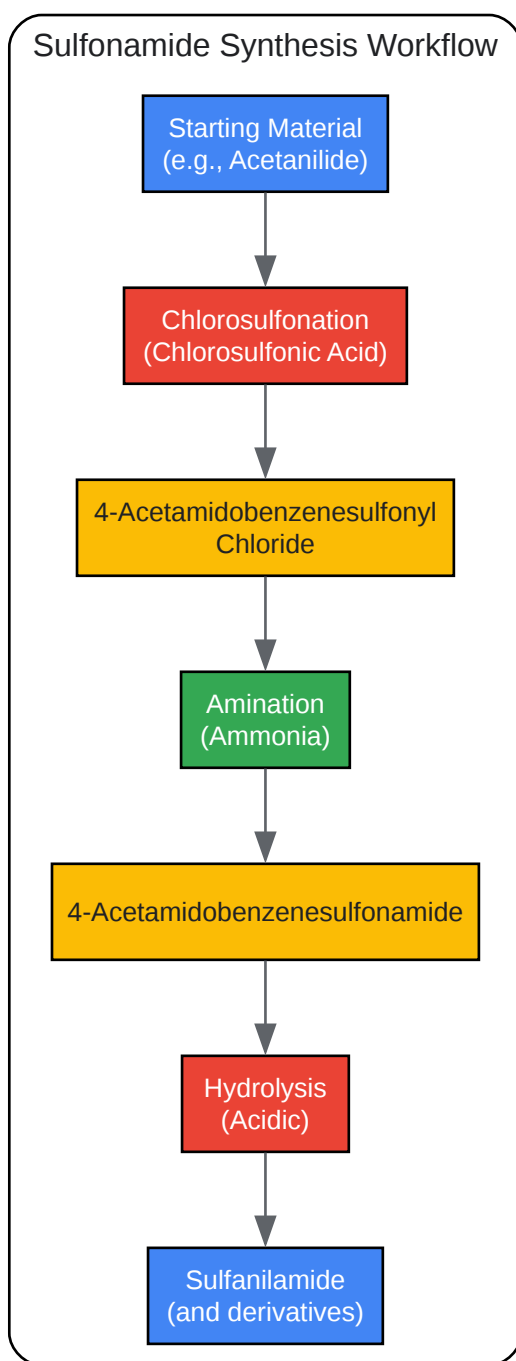 Sulfonamide Synthesis Workflow
Starting Material
(e.g., Acetanilide)
Chlorosulfonation
(Chlorosulfonic Acid)
4-Acetamidobenzenesulfonyl
Chloride
Amination
(Ammonia)
4-Acetamidobenzenesulfonamide
Hydrolysis
(Acidic)
Sulfanilamide
(and derivatives)